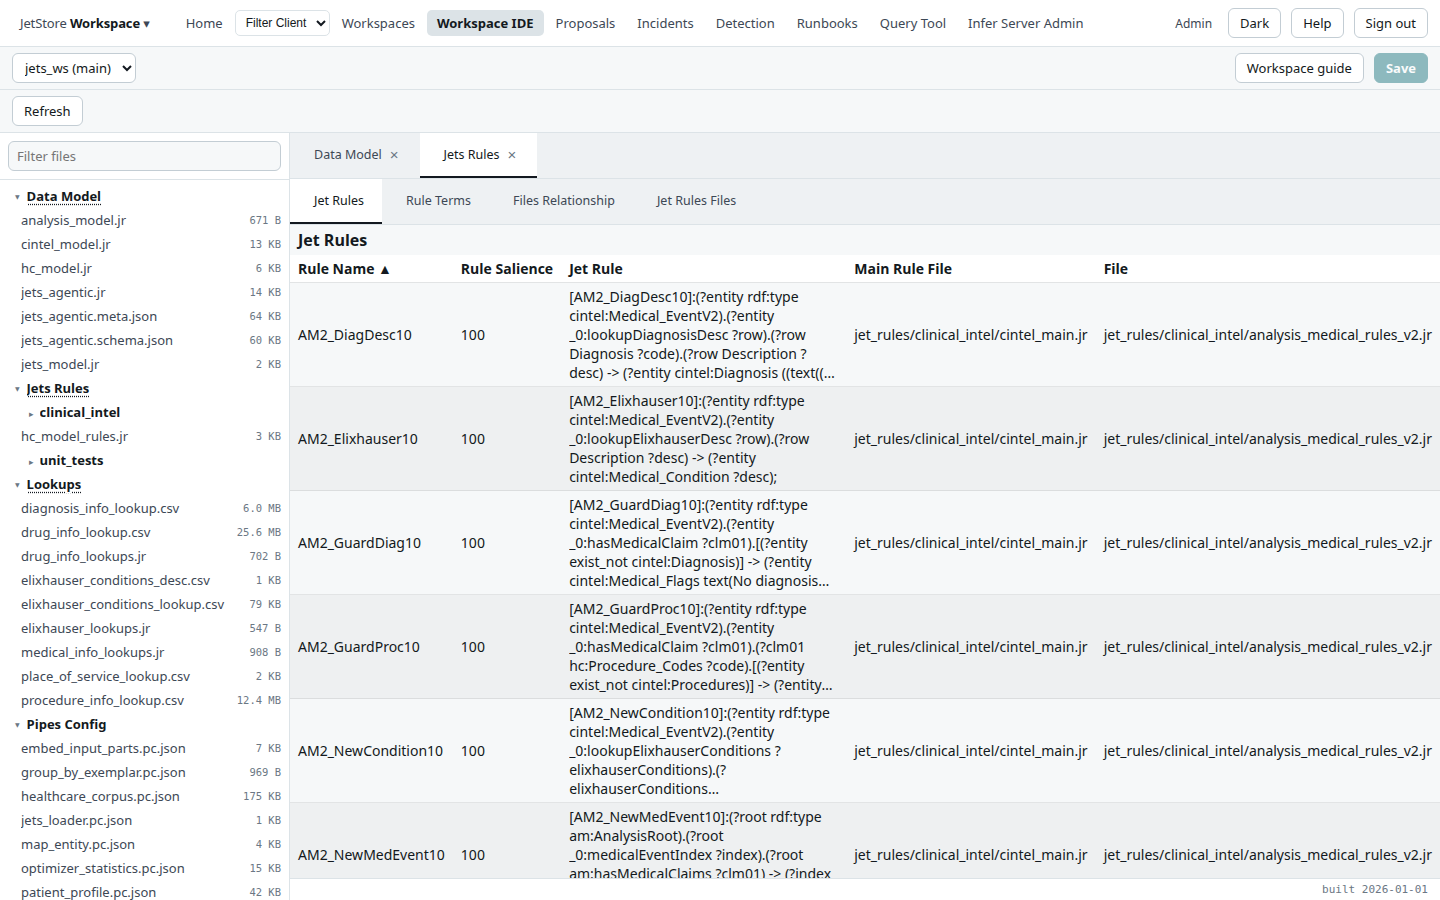 JetStore Workspace ▾ Home Filter Client Workspaces Workspace IDE Proposals Incidents Detection Runbooks Query Tool Infer Server Admin Admin Dark Help Sign out
jets_ws (main) Workspace guide Save
Refresh
Filter files
▾ Data Model
analysis_model.jr 671 B
cintel_model.jr 13 KB
hc_model.jr 6 KB
jets_agentic.jr 14 KB
jets_agentic.meta.json 64 KB
jets_agentic.schema.json 60 KB
jets_model.jr 2 KB
▾ Jets Rules
▸ clinical_intel
hc_model_rules.jr 3 KB
▸ unit_tests
▾ Lookups
diagnosis_info_lookup.csv 6.0 MB
drug_info_lookup.csv 25.6 MB
drug_info_lookups.jr 702 B
elixhauser_conditions_desc.csv 1 KB
elixhauser_conditions_lookup.csv 79 KB
elixhauser_lookups.jr 547 B
medical_info_lookups.jr 908 B
place_of_service_lookup.csv 2 KB
procedure_info_lookup.csv 12.4 MB
▾ Pipes Config
embed_input_parts.pc.json 7 KB
group_by_exemplar.pc.json 969 B
healthcare_corpus.pc.json 175 KB
jets_loader.pc.json 1 KB
map_entity.pc.json 4 KB
optimizer_statistics.pc.json 15 KB
patient_profile.pc.json 42 KB
Data Model × Jets Rules ×
Jet Rules Rule Terms Files Relationship Jet Rules Files
Jet Rules
Rule Name ▲ Rule Salience Jet Rule Main Rule File File
AM2_DiagDesc10 100
[AM2_DiagDesc10]:(?entity rdf:type
cintel:Medical_EventV2).(?entity
_0:lookupDiagnosisDesc ?row).(?row
Diagnosis ?code).(?row Description ?
desc) -> (?entity cintel:Diagnosis ((text((...
jet_rules/clinical_intel/cintel_main.jr jet_rules/clinical_intel/analysis_medical_rules_v2.jr
AM2_Elixhauser10 100
[AM2_Elixhauser10]:(?entity rdf:type
cintel:Medical_EventV2).(?entity
_0:lookupElixhauserDesc ?row).(?row
Description ?desc) -> (?entity
cintel:Medical_Condition ?desc);
jet_rules/clinical_intel/cintel_main.jr jet_rules/clinical_intel/analysis_medical_rules_v2.jr
AM2_GuardDiag10 100
[AM2_GuardDiag10]:(?entity rdf:type
cintel:Medical_EventV2).(?entity
_0:hasMedicalClaim ?clm01).[(?entity
exist_not cintel:Diagnosis)] -> (?entity
cintel:Medical_Flags text(No diagnosis...
jet_rules/clinical_intel/cintel_main.jr jet_rules/clinical_intel/analysis_medical_rules_v2.jr
AM2_GuardProc10 100
[AM2_GuardProc10]:(?entity rdf:type
cintel:Medical_EventV2).(?entity
_0:hasMedicalClaim ?clm01).(?clm01
hc:Procedure_Codes ?code).[(?entity
exist_not cintel:Procedures)] -> (?entity...
jet_rules/clinical_intel/cintel_main.jr jet_rules/clinical_intel/analysis_medical_rules_v2.jr
AM2_NewCondition10 100
[AM2_NewCondition10]:(?entity rdf:type
cintel:Medical_EventV2).(?entity
_0:lookupElixhauserConditions ?
elixhauserConditions).(?
elixhauserConditions...
jet_rules/clinical_intel/cintel_main.jr jet_rules/clinical_intel/analysis_medical_rules_v2.jr
AM2_NewMedEvent10 100
[AM2_NewMedEvent10]:(?root rdf:type
am:AnalysisRoot).(?root
_0:medicalEventIndex ?index).(?root
am:hasMedicalClaims ?clm01) -> (?index
jet_rules/clinical_intel/cintel_main.jr jet_rules/clinical_intel/analysis_medical_rules_v2.jr
built 2026-01-01